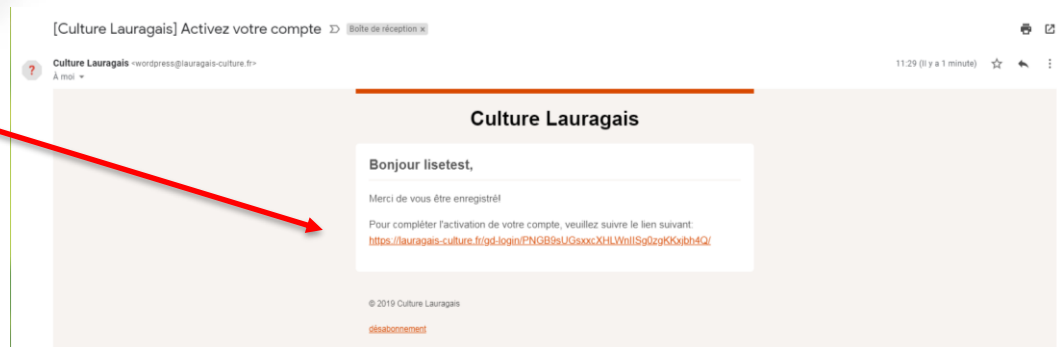 [Culture Lauragais] Activez votre compte Boîte de réception x
Culture Lauragais <wordpress@lauragais-culture.fr> 11:29 (Il y a 1 minute)
À moi
Culture Lauragais
Bonjour lisetest,
Merci de vous être enregistré!
Pour complèter l'activation de votre compte, veuillez suivre le lien suivant:
https://lauragais-culture.fr/gd-login/PNGB9sUGsxxcXHLWnIISg0zgKKxjbh4Q/
© 2019 Culture Lauragais
désabonnement